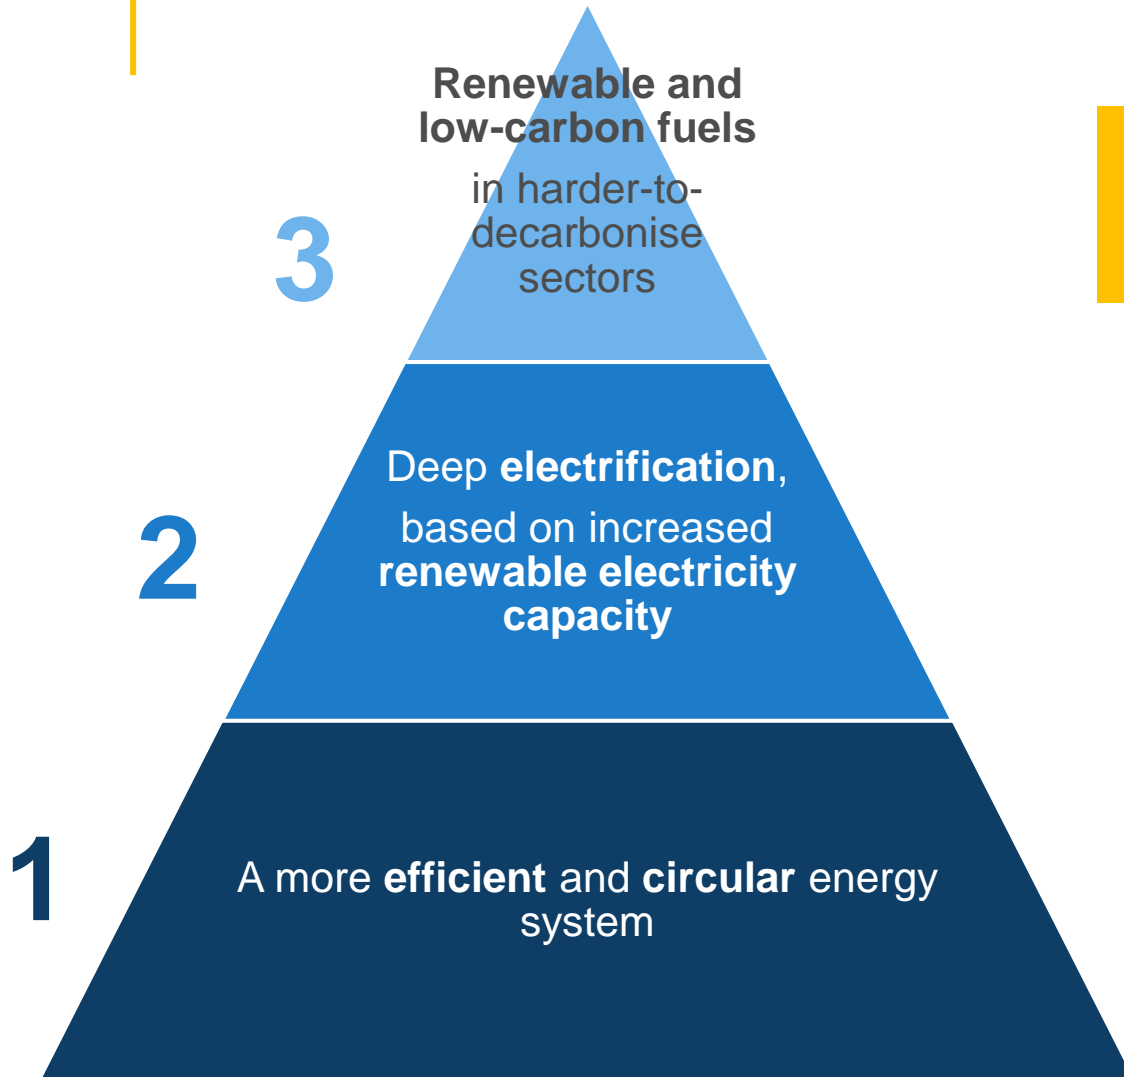 Renewable and
low-carbon fuels
in harder-to-
decarbonise
sectors
3
Deep electrification,
based on increased
renewable electricity
capacity
2
A more efficient and circular energy
system
1